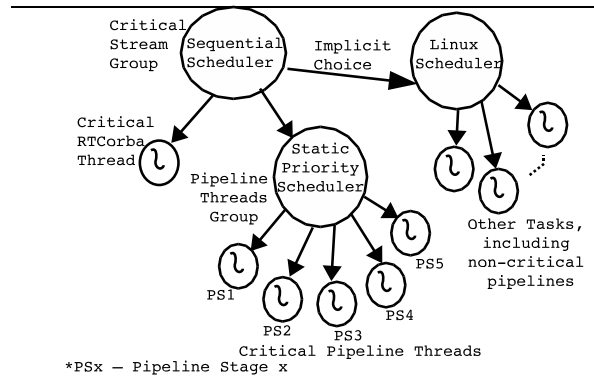 Critical
Stream
Group
Sequential
Scheduler
Implicit
Choice
Linux
Scheduler
Critical
RTCorba
Thread
Static
Priority
Scheduler
Pipeline
Threads
Group
Other Tasks,
including
non-critical
pipelines
PS1
PS2
PS3
PS4
PS5
Critical Pipeline Threads
*PSx – Pipeline Stage x